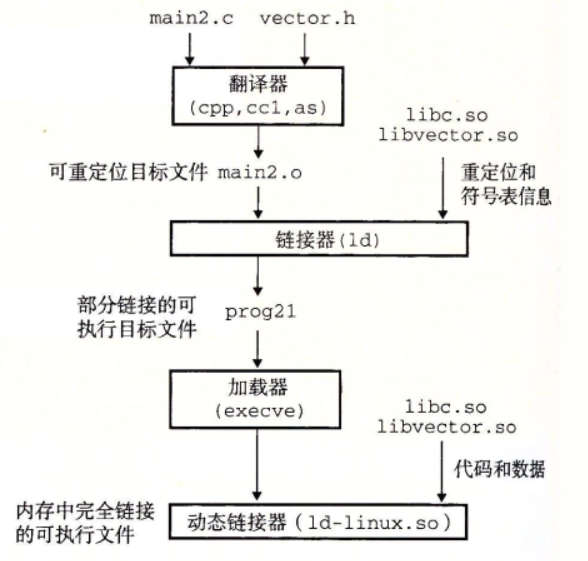 main2.c vector.h
翻译器
(cpp,cc1,as)
libc.so
libvector.so
可重定位目标文件 main2.o
重定位和
符号表信息
链接器(ld)
部分链接的可
执行目标文件
prog21
加载器
(execve)
libc.so
libvector.so
代码和数据
内存中完全链接
的可执行文件
动态链接器(ld-linux.so)